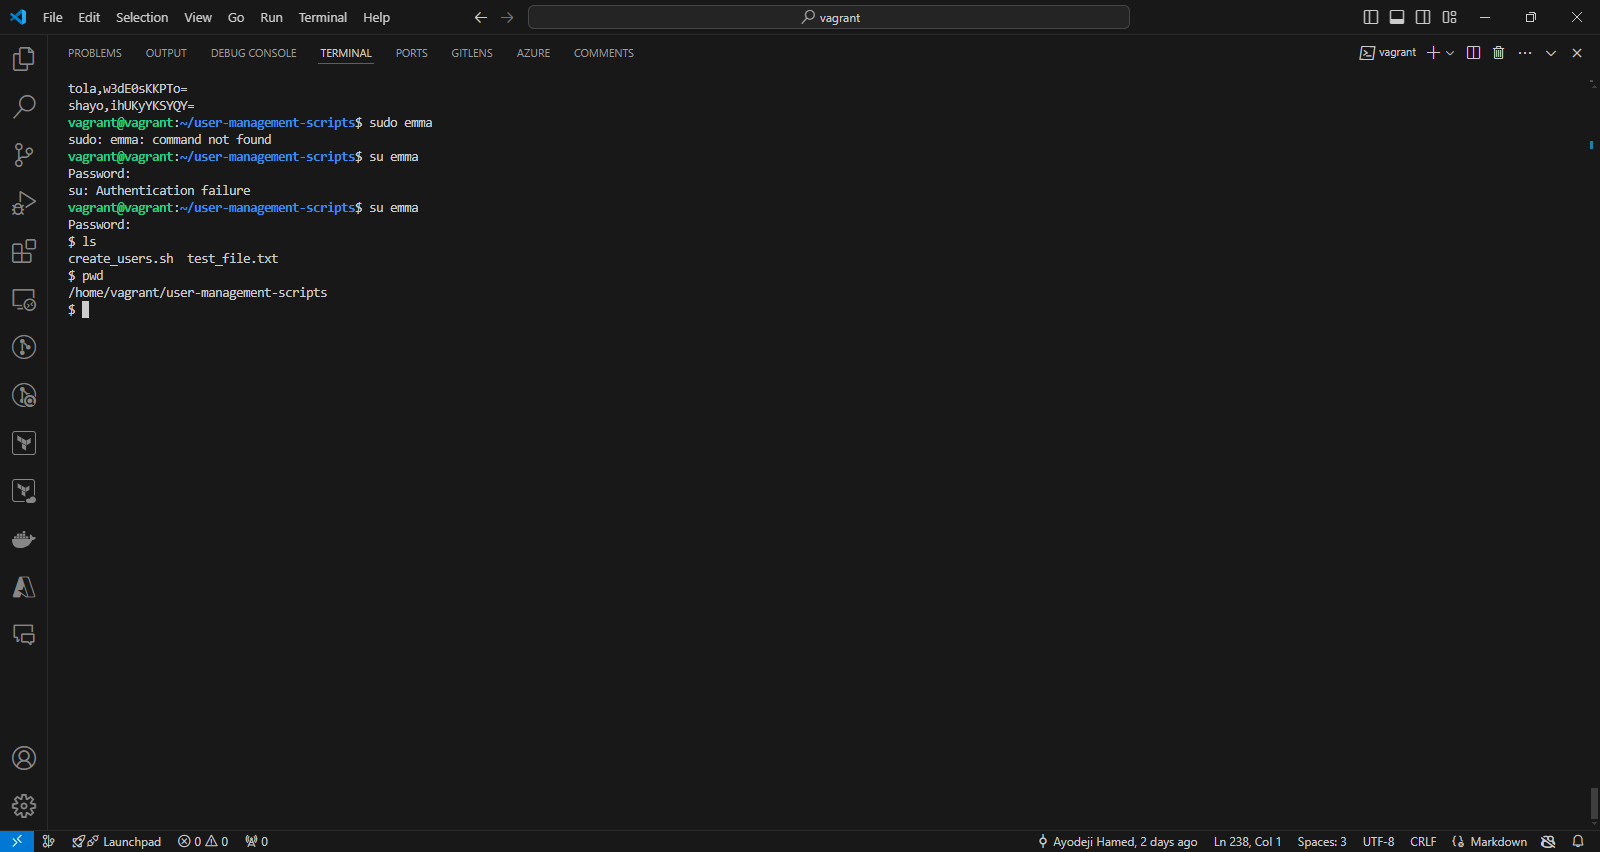 File Edit Selection View Go Run Terminal Help
vagrant
PROBLEMS OUTPUT DEBUG CONSOLE TERMINAL PORTS GITLENS AZURE COMMENTS
vagrant
tola,w3dE0sKKPTo=
shayo,ihUKyYKSYQY=
vagrant@vagrant:~/user-management-scripts$ sudo emma
sudo: emma: command not found
vagrant@vagrant:~/user-management-scripts$ su emma
Password:
su: Authentication failure
vagrant@vagrant:~/user-management-scripts$ su emma
Password:
$ ls
create_users.sh  test_file.txt
$ pwd
/home/vagrant/user-management-scripts
$
Launchpad 0 0 0 Ayodeji Hamed, 2 days ago Ln 238, Col 1 Spaces: 3 UTF-8 CRLF Markdown